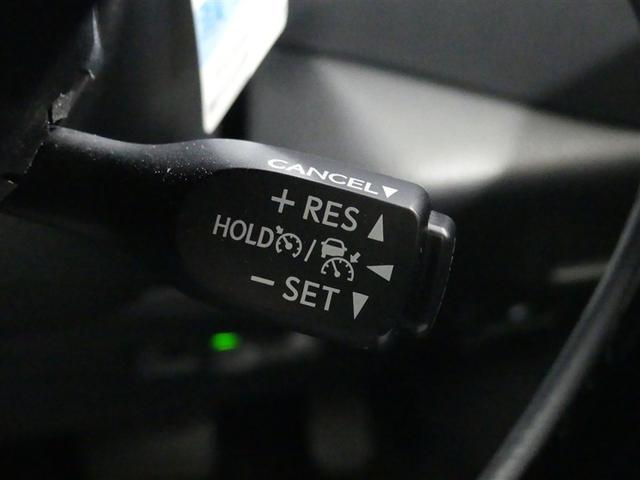 CANCEL▼
+ RES ▲
HOLD /
− SET ▼